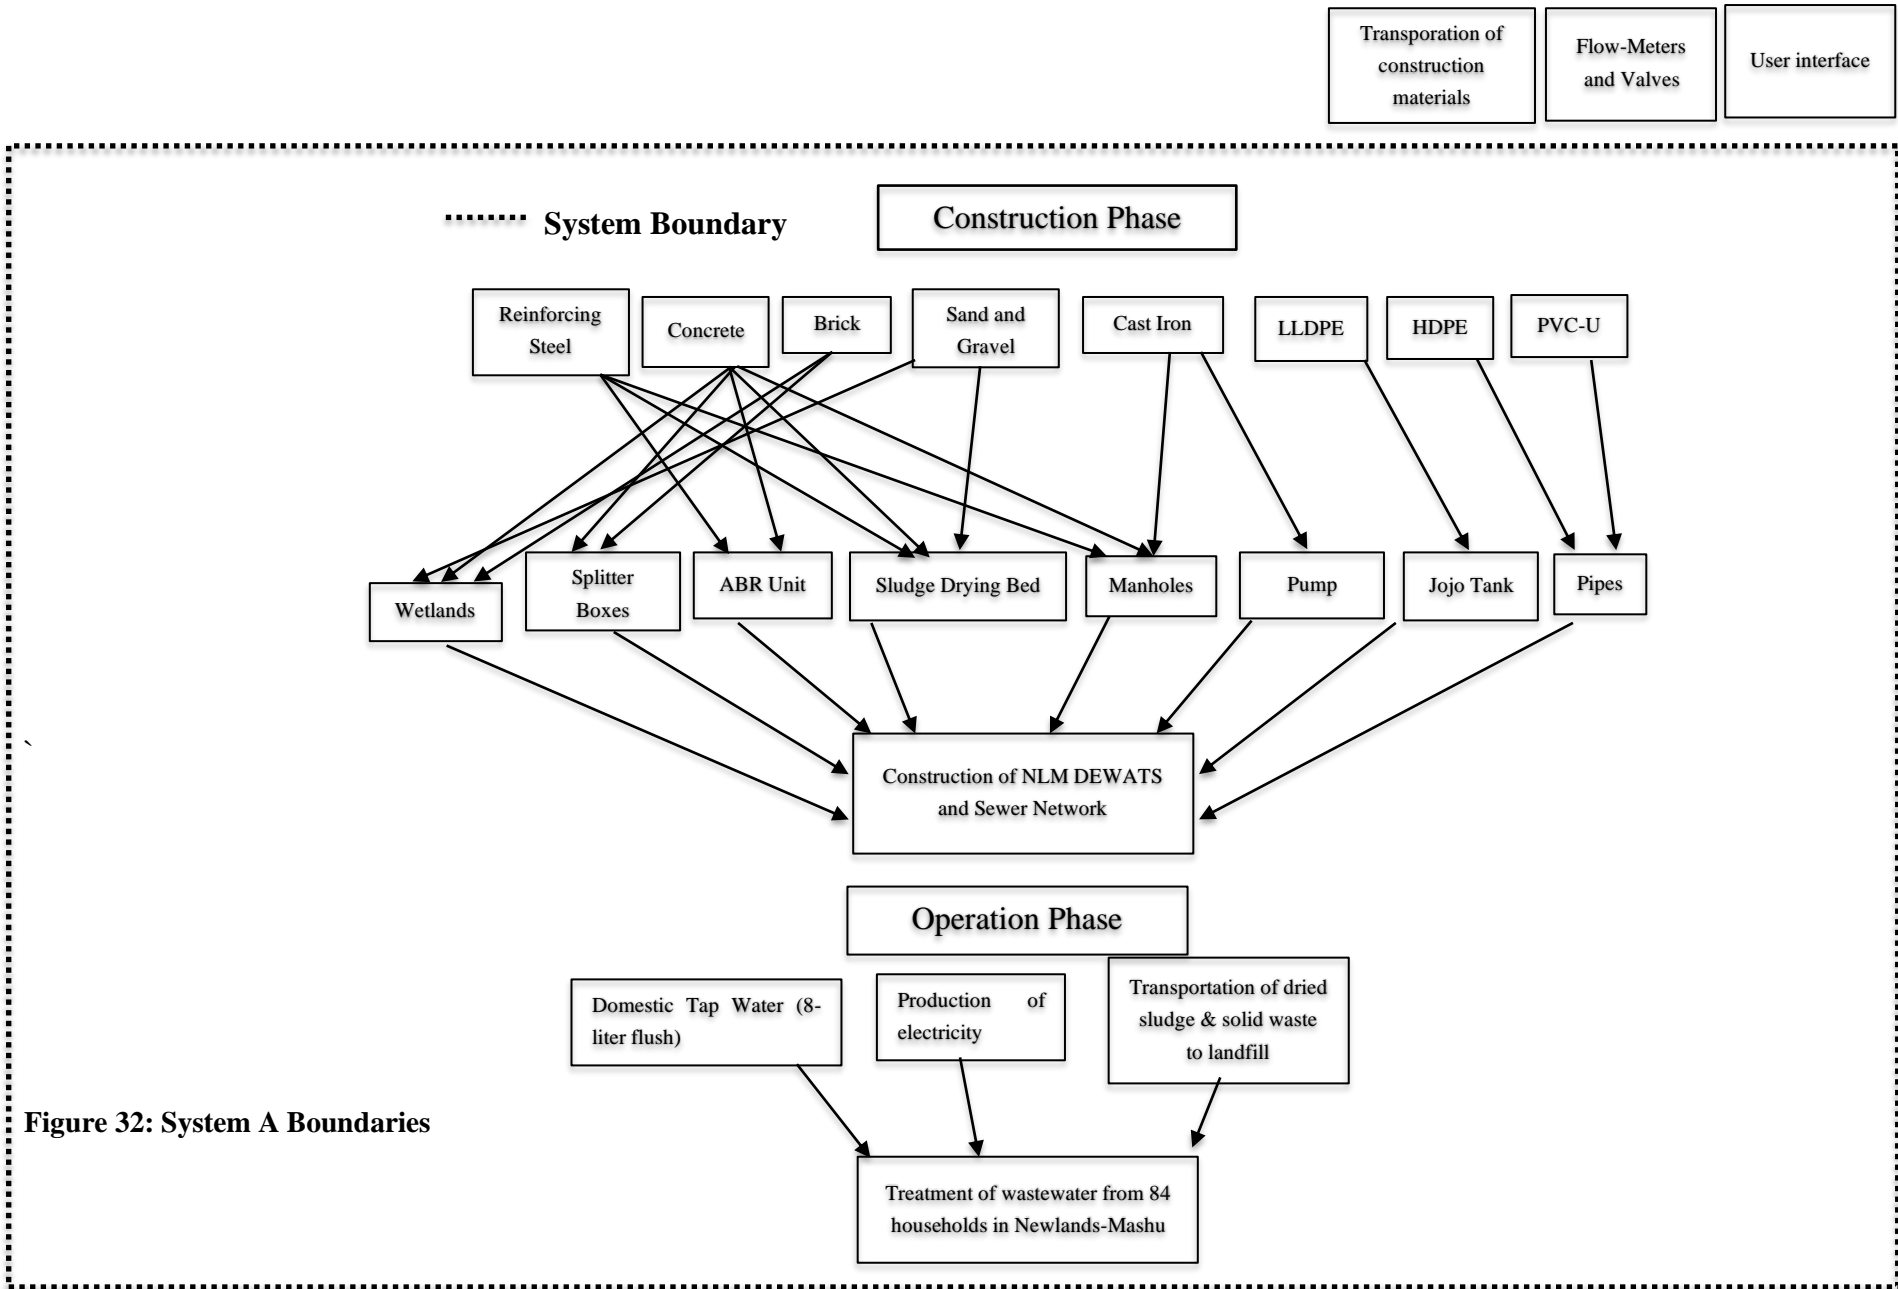 Transporation of
construction
materials
Flow-Meters
and Valves
User interface
System Boundary
Construction Phase
Reinforcing
Steel
Concrete
Brick
Sand and
Gravel
Cast Iron
LLDPE
HDPE
PVC-U
Wetlands
Splitter
Boxes
ABR Unit
Sludge Drying Bed
Manholes
Pump
Jojo Tank
Pipes
`
Construction of NLM DEWATS
and Sewer Network
Operation Phase
Domestic Tap Water (8-
liter flush)
Production of
electricity
Transportation of dried
sludge & solid waste
to landfill
Figure 32: System A Boundaries
Treatment of wastewater from 84
households in Newlands-Mashu